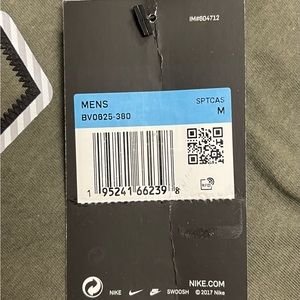 IM#604712
MENS SPTCAS
BV0825-380 M
1 95241 66239 8
RFID
NIKE.COM
NIKE SWOOSH © 2017 Nike